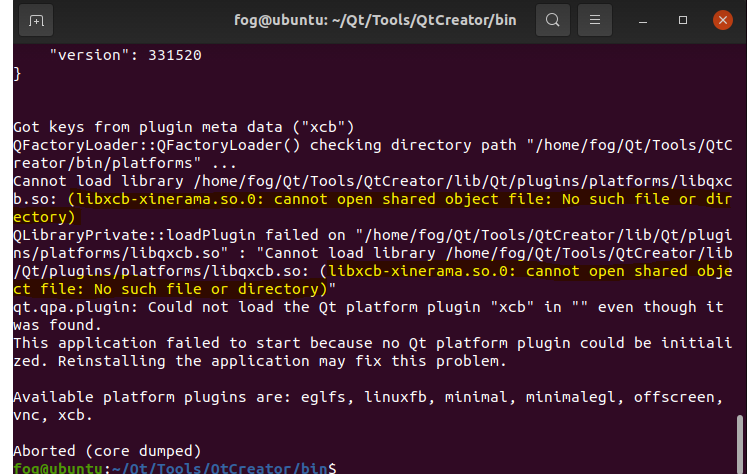 fog@ubuntu: ~/Qt/Tools/QtCreator/bin
"version": 331520
}
Got keys from plugin meta data ("xcb")
QFactoryLoader::QFactoryLoader() checking directory path "/home/fog/Qt/Tools/QtC
reator/bin/platforms" ...
Cannot load library /home/fog/Qt/Tools/QtCreator/lib/Qt/plugins/platforms/libqxc
b.so: (libxcb-xinerama.so.0: cannot open shared object file: No such file or dir
ectory)
QLibraryPrivate::loadPlugin failed on "/home/fog/Qt/Tools/QtCreator/lib/Qt/plugi
ns/platforms/libqxcb.so" : "Cannot load library /home/fog/Qt/Tools/QtCreator/lib
/Qt/plugins/platforms/libqxcb.so: (libxcb-xinerama.so.0: cannot open shared obje
ct file: No such file or directory)"
qt.qpa.plugin: Could not load the Qt platform plugin "xcb" in "" even though it
was found.
This application failed to start because no Qt platform plugin could be initiali
zed. Reinstalling the application may fix this problem.
Available platform plugins are: eglfs, linuxfb, minimal, minimalegl, offscreen,
vnc, xcb.
Aborted (core dumped)
fog@ubuntu:~/Qt/Tools/QtCreator/bin$